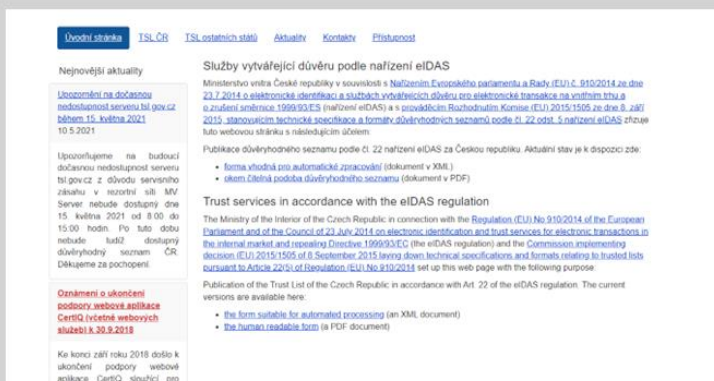 Úvodní stránka TSL ČR TSL ostatních států Aktuality Kontakty Přístupnost
Nejnovější aktuality
Upozornění na dočasnou
nedostupnost serveru tsl.gov.cz
během 15. května 2021
10.5.2021
Upozorňujeme na budoucí
dočasnou nedostupnost serveru
tsl.gov.cz z důvodu servisního
zásahu v rezortní síti MV.
Server nebude dostupný dne
15. května 2021 od 8:00 do
15:00 hodin. Po tuto dobu
nebude tudíž dostupný
důvěryhodný seznam ČR.
Děkujeme za pochopení.
Oznámení o ukončení
podpory webové aplikace
CertIQ (včetně webových
služeb) k 30.9.2018
Ke konci září roku 2018 došlo k
ukončení podpory webové
aplikace CertIQ sloužící pro
Služby vytvářející důvěru podle nařízení eIDAS
Ministerstvo vnitra České republiky v souvislosti s Nařízením Evropského parlamentu a Rady (EU) č. 910/2014 ze dne
23.7.2014 o elektronické identifikaci a službách vytvářejících důvěru pro elektronické transakce na vnitřním trhu a
o zrušení směrnice 1999/93/ES (nařízení eIDAS) a s prováděcím Rozhodnutím Komise (EU) 2015/1505 ze dne 8. září
2015, stanovujícím technické specifikace a formáty důvěryhodných seznamů podle čl. 22 odst. 5 nařízení eIDAS zřizuje
tuto webovou stránku s následujícím účelem:
Publikace důvěryhodného seznamu podle čl. 22 nařízení eIDAS za Českou republiku. Aktuální stav je k dispozici zde:
• forma vhodná pro automatické zpracování (dokument v XML)
• okem čitelná podoba důvěryhodného seznamu (dokument v PDF)
Trust services in accordance with the eIDAS regulation
The Ministry of the Interior of the Czech Republic in connection with the Regulation (EU) No 910/2014 of the European
Parliament and of the Council of 23 July 2014 on electronic identification and trust services for electronic transactions in
the internal market and repealing Directive 1999/93/EC (the eIDAS regulation) and the Commission implementing
decision (EU) 2015/1505 of 8 September 2015 laying down technical specifications and formats relating to trusted lists
pursuant to Article 22(5) of Regulation (EU) No 910/2014 set up this web page with the following purpose:
Publication of the Trust List of the Czech Republic in accordance with Art. 22 of the eIDAS regulation. The current
versions are available here:
• the form suitable for automated processing (an XML document)
• the human readable form (a PDF document)